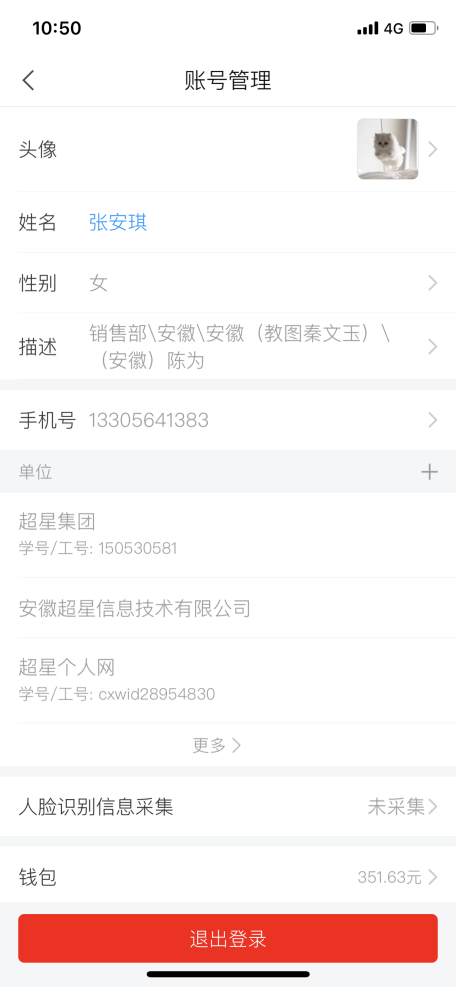 10:50 4G
账号管理
头像
姓名 张安琪
性别 女
描述 销售部\安徽\安徽（教图秦文玉）\
（安徽）陈为
手机号 13305641383
单位
超星集团
学号/工号: 150530581
安徽超星信息技术有限公司
超星个人网
学号/工号: cxwid28954830
更多
人脸识别信息采集 未采集
钱包 351.63元
退出登录